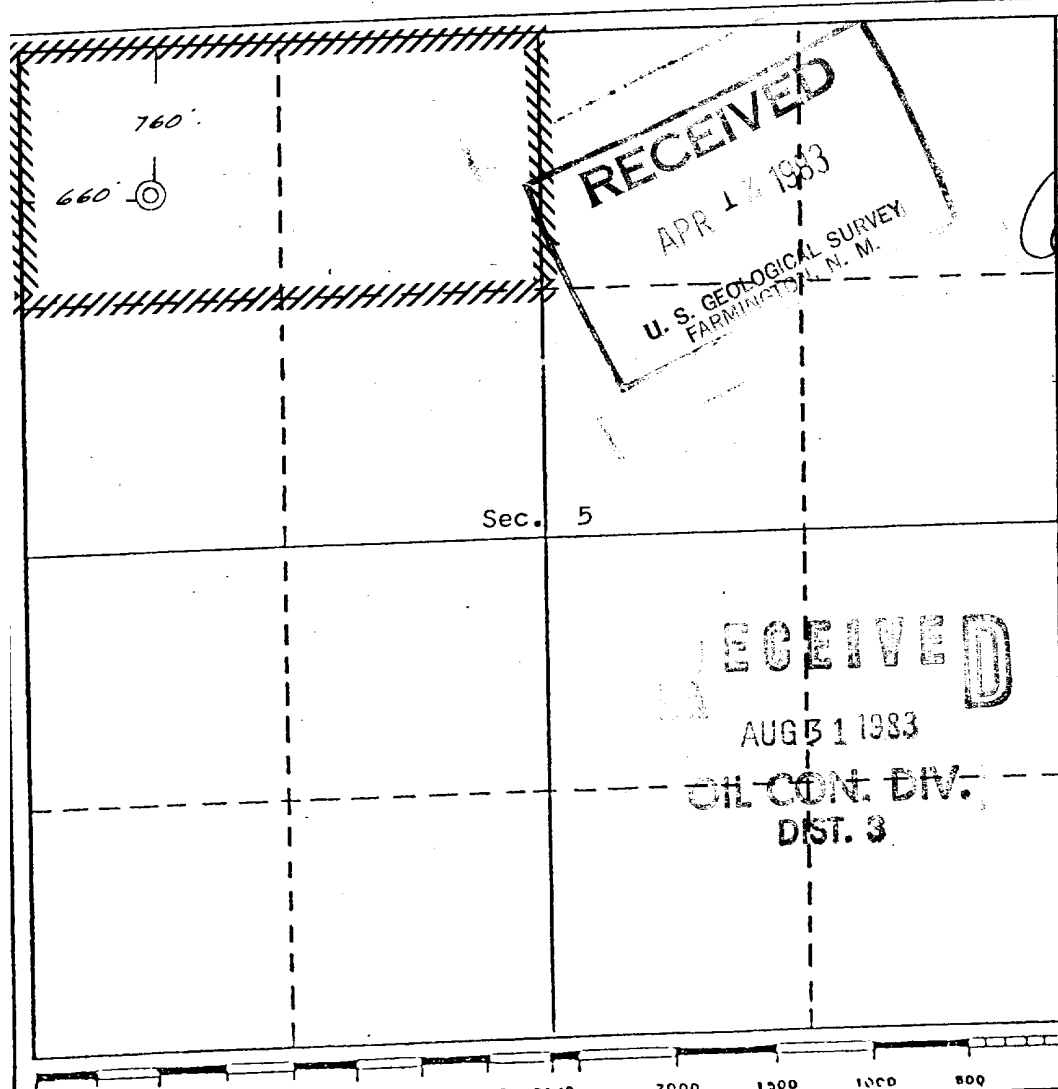 760'
660'
RECEIVED
APR 1 1983
U. S. GEOLOGICAL SURVEY
FARMINGTON, N. M.
Sec. 5
RECEIVED
AUG 31 1983
OIL CON. DIV.
DIST. 3
2000 1500 1000 500